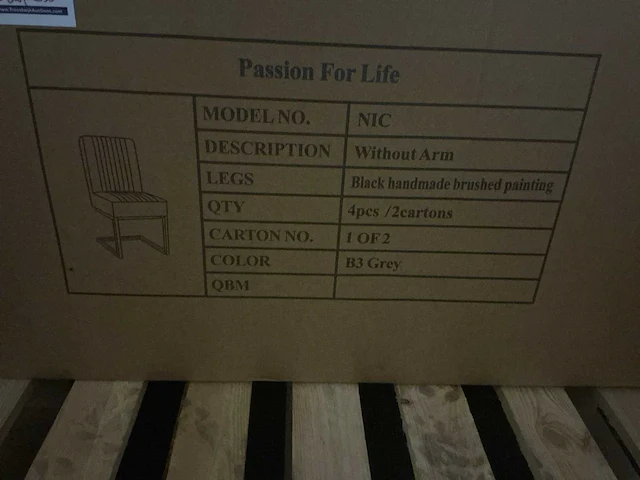 Passion For Life
MODEL NO. NIC
DESCRIPTION Without Arm
LEGS Black handmade brushed painting
QTY 4pcs /2cartons
CARTON NO. 1 OF 2
COLOR B3 Grey
QBM